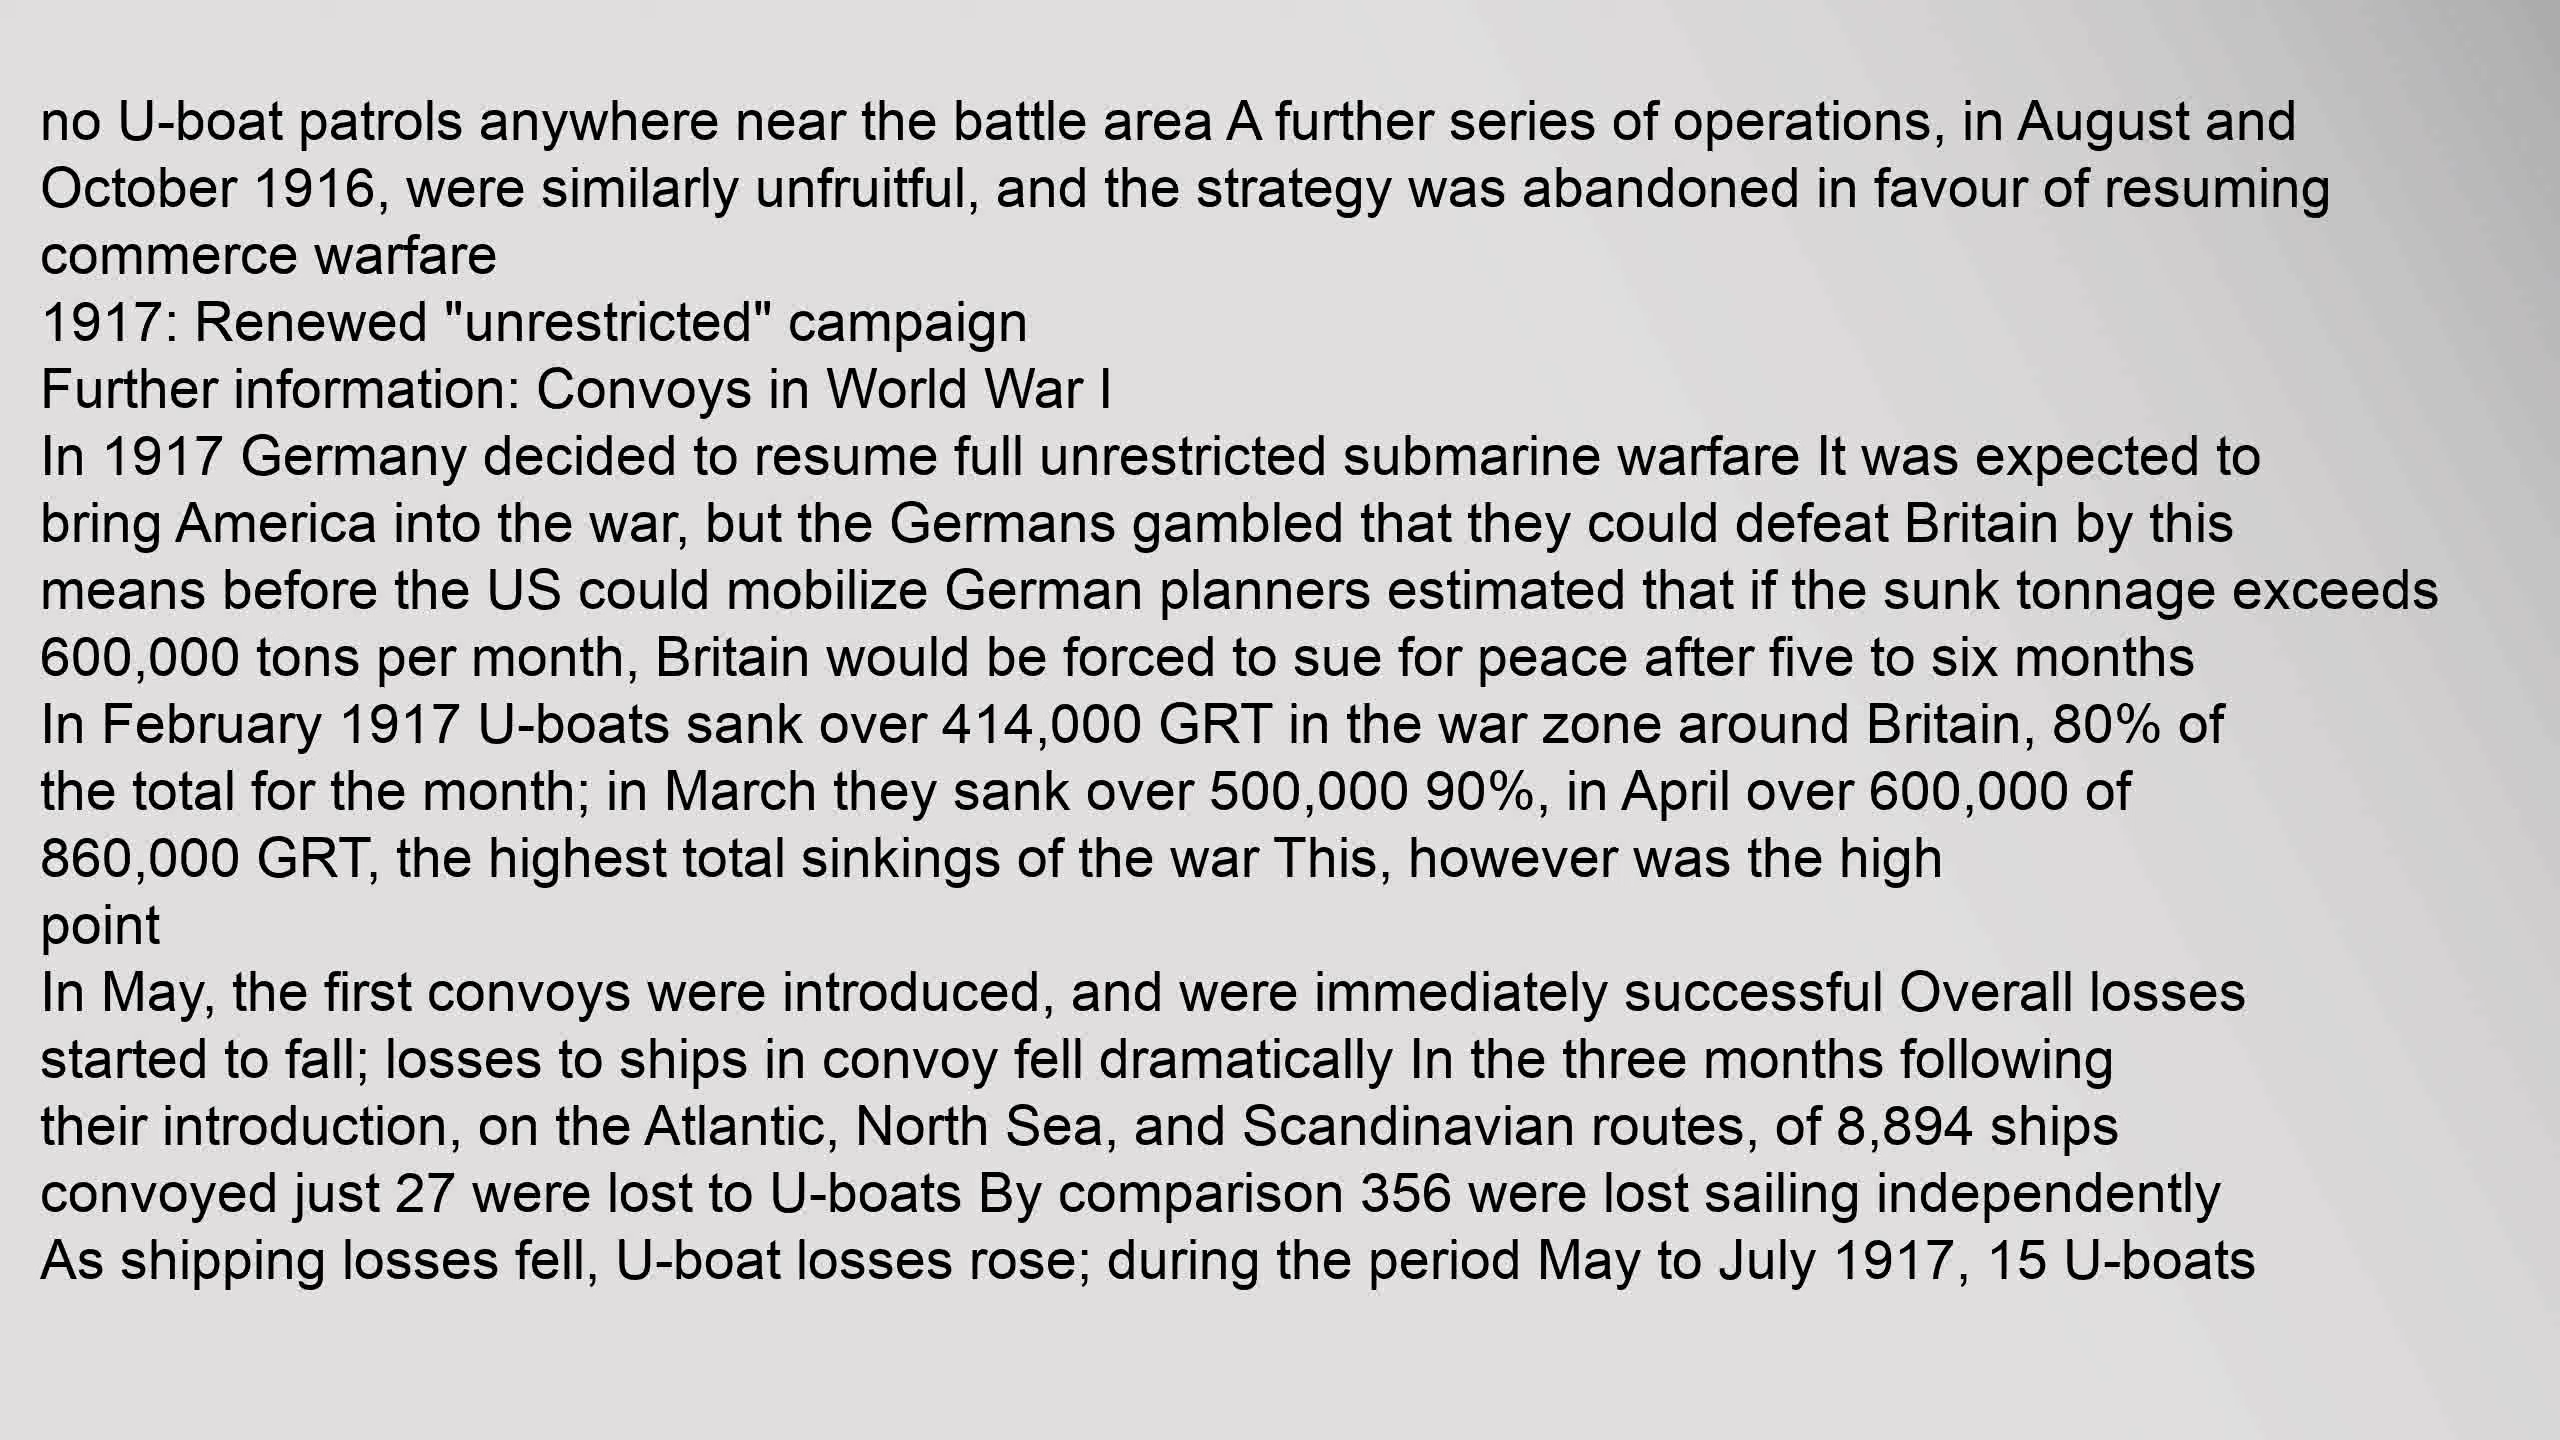 no U-boat patrols anywhere near the battle area A further series of operations, in August and
October 1916, were similarly unfruitful, and the strategy was abandoned in favour of resuming
commerce warfare
1917: Renewed "unrestricted" campaign
Further information: Convoys in World War I
In 1917 Germany decided to resume full unrestricted submarine warfare It was expected to
bring America into the war, but the Germans gambled that they could defeat Britain by this
means before the US could mobilize German planners estimated that if the sunk tonnage exceeds
600,000 tons per month, Britain would be forced to sue for peace after five to six months
In February 1917 U-boats sank over 414,000 GRT in the war zone around Britain, 80% of
the total for the month; in March they sank over 500,000 90%, in April over 600,000 of
860,000 GRT, the highest total sinkings of the war This, however was the high
point
In May, the first convoys were introduced, and were immediately successful Overall losses
started to fall; losses to ships in convoy fell dramatically In the three months following
their introduction, on the Atlantic, North Sea, and Scandinavian routes, of 8,894 ships
convoyed just 27 were lost to U-boats By comparison 356 were lost sailing independently
As shipping losses fell, U-boat losses rose; during the period May to July 1917, 15 U-boats